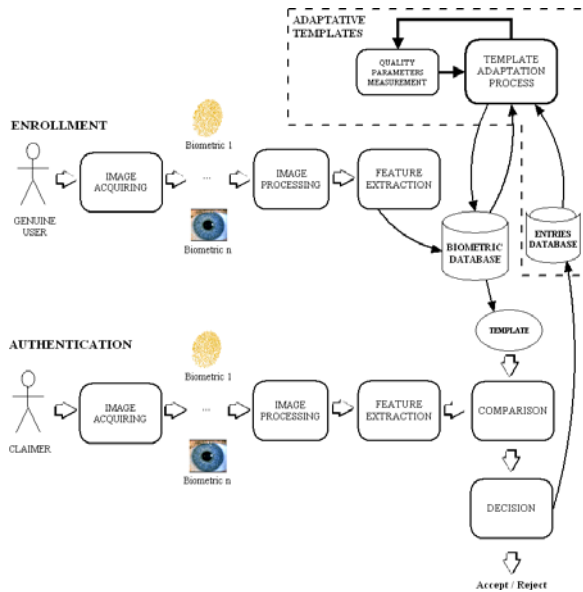 ADAPTATIVE
TEMPLATES
QUALITY
PARAMETERS
MEASUREMENT
TEMPLATE
ADAPTATION
PROCESS
ENROLLMENT
GENUINE
USER
IMAGE
ACQUIRING
Biometric 1
...
Biometric n
IMAGE
PROCESSING
FEATURE
EXTRACTION
BIOMETRIC
DATABASE
ENTRIES
DATABASE
TEMPLATE
AUTHENTICATION
CLAIMER
IMAGE
ACQUIRING
Biometric 1
...
Biometric n
IMAGE
PROCESSING
FEATURE
EXTRACTION
COMPARISON
DECISION
Accept / Reject